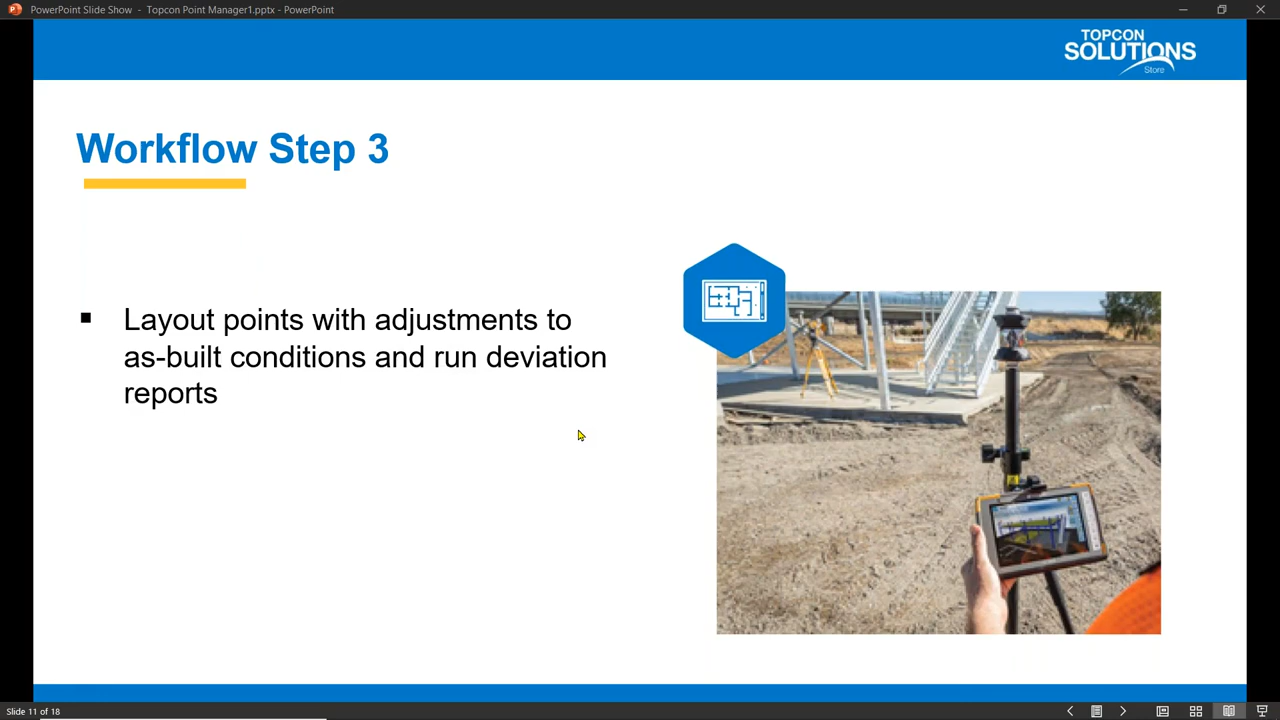 PowerPoint Slide Show - Topcon Point Manager1.pptx - PowerPoint
TOPCON
SOLUTIONS
Store
Workflow Step 3
▪ Layout points with adjustments to
as-built conditions and run deviation
reports
Slide 11 of 18